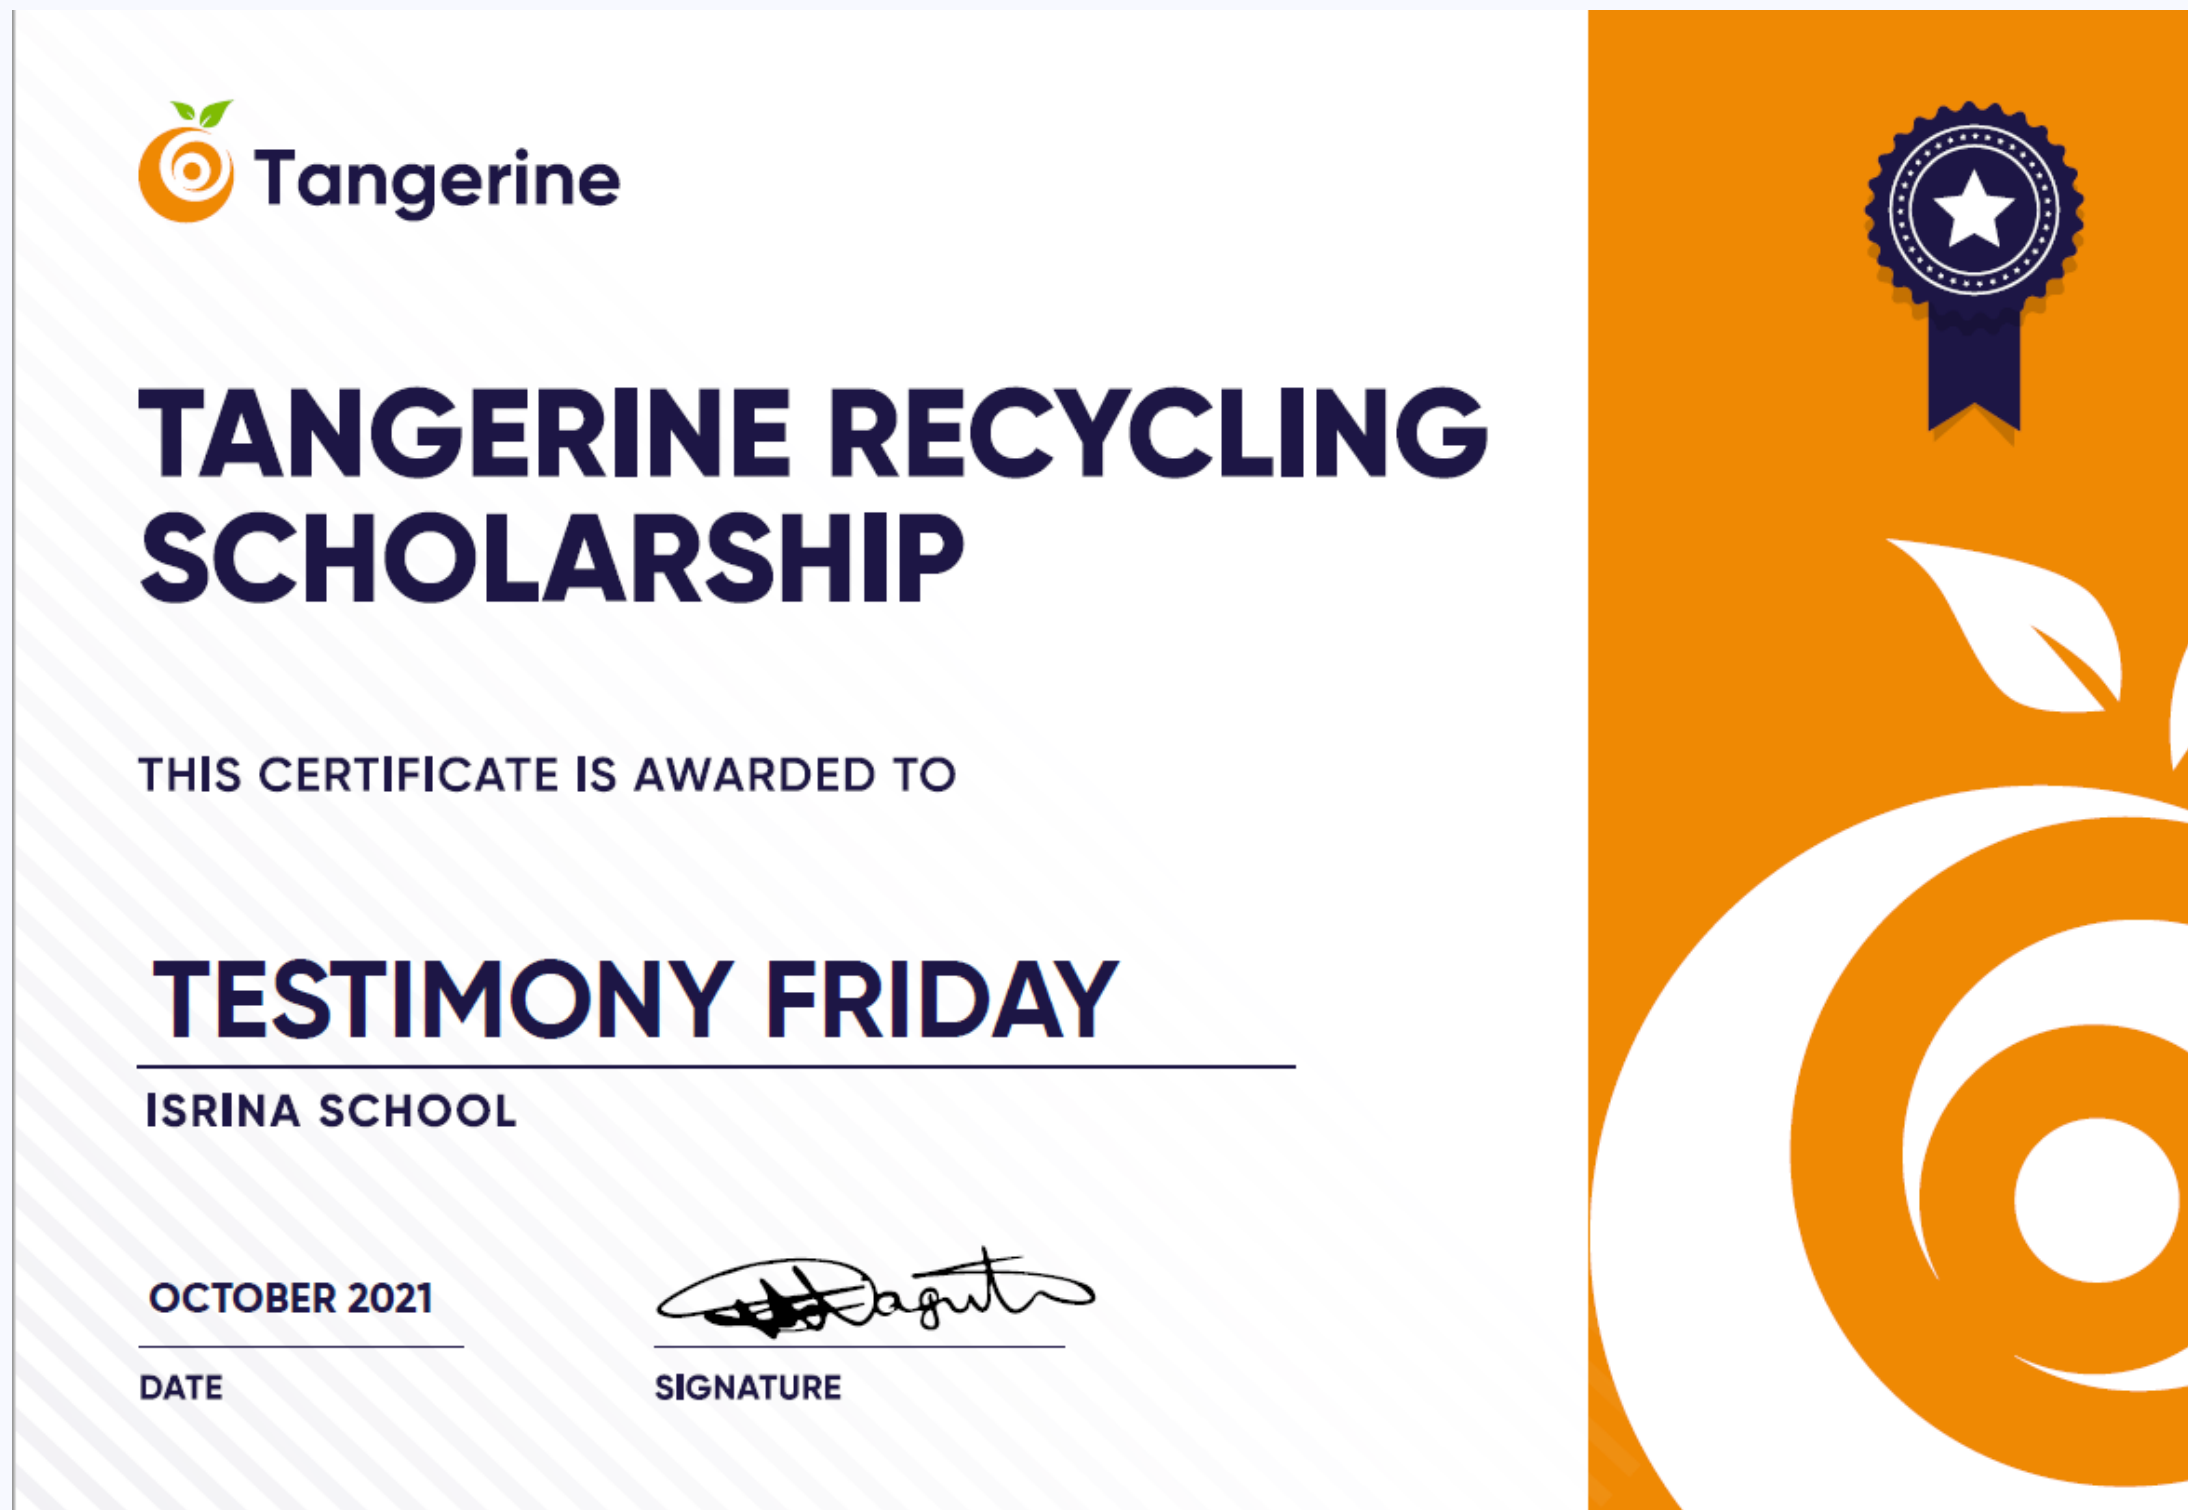 Tangerine
TANGERINE RECYCLING
SCHOLARSHIP
THIS CERTIFICATE IS AWARDED TO
TESTIMONY FRIDAY
ISRINA SCHOOL
OCTOBER 2021
DATE
SIGNATURE